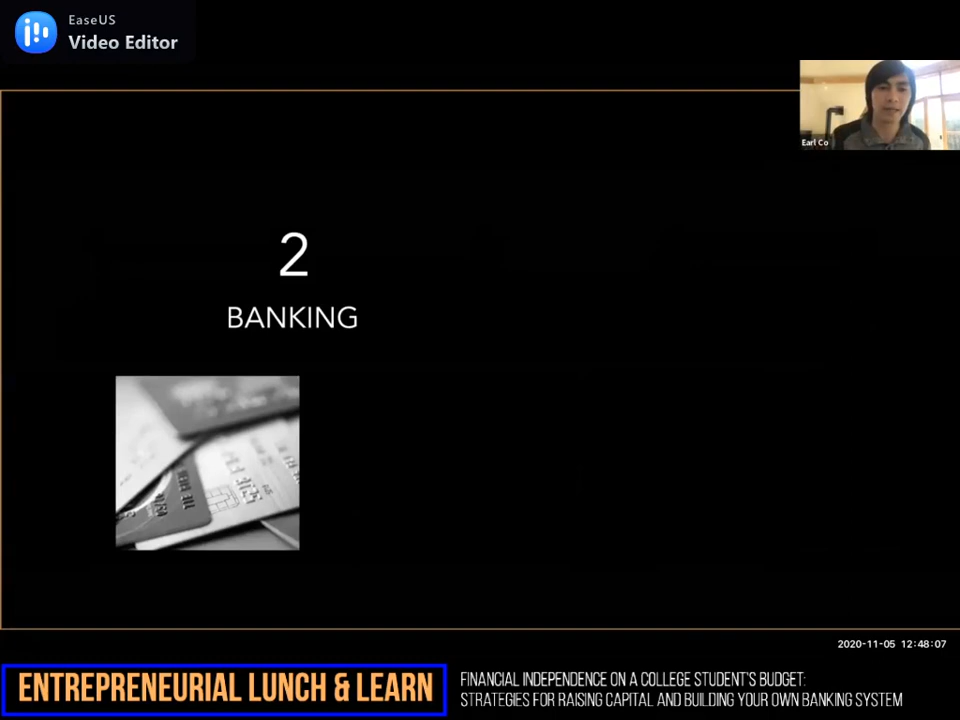 EaseUS
Video Editor
Earl Co
2
BANKING
2020-11-05 12:48:07
ENTREPRENEURIAL LUNCH & LEARN
FINANCIAL INDEPENDENCE ON A COLLEGE STUDENT'S BUDGET:
STRATEGIES FOR RAISING CAPITAL AND BUILDING YOUR OWN BANKING SYSTEM